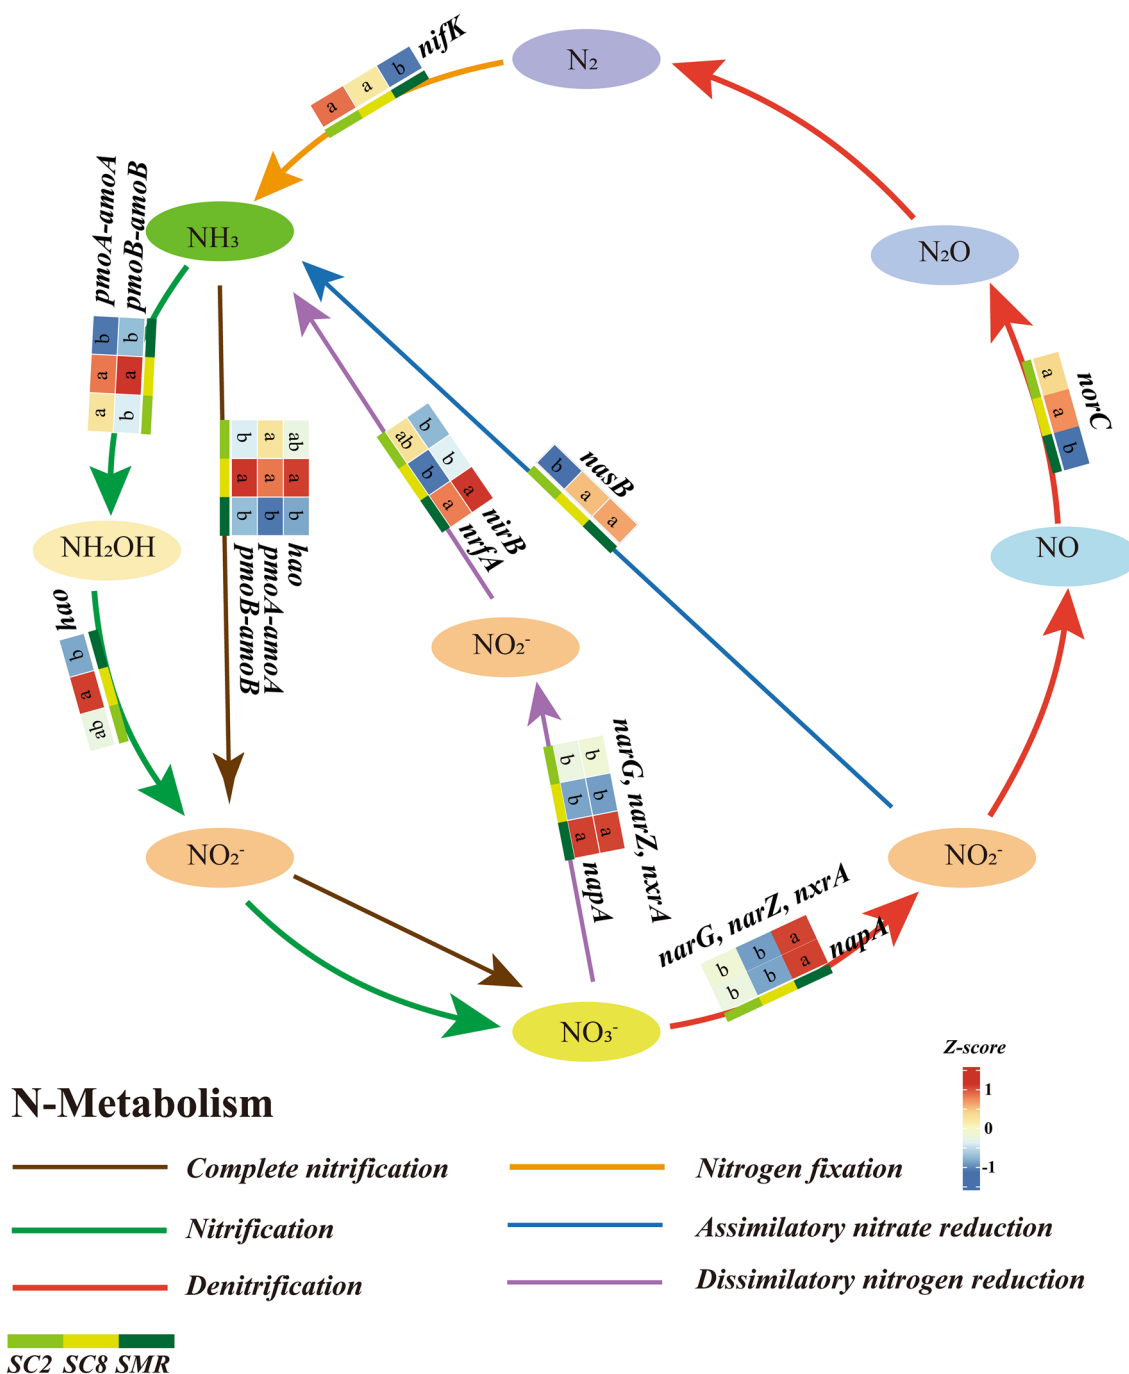 nifK
N₂
a a b
NH₃
pmoA-amoA
pmoB-amoB
N₂O
b b
a a
a b
a
a
b
norC
b a ab
a a a
b b b
pmoB-amoB
pmoA-amoA
hao
ab b
b b
a a
nrfA
nirB
nasB
b
a
a
NH₂OH
NO
hao
b
a
ab
NO₂⁻
b b
b b
a a
napA
narG, narZ, nxrA
NO₂⁻
NO₂⁻
narG, narZ, nxrA
b b a
b b a
napA
NO₃⁻
Z-score
1
0
-1
N-Metabolism
Complete nitrification
Nitrogen fixation
Nitrification
Assimilatory nitrate reduction
Denitrification
Dissimilatory nitrogen reduction
SC2 SC8 SMR